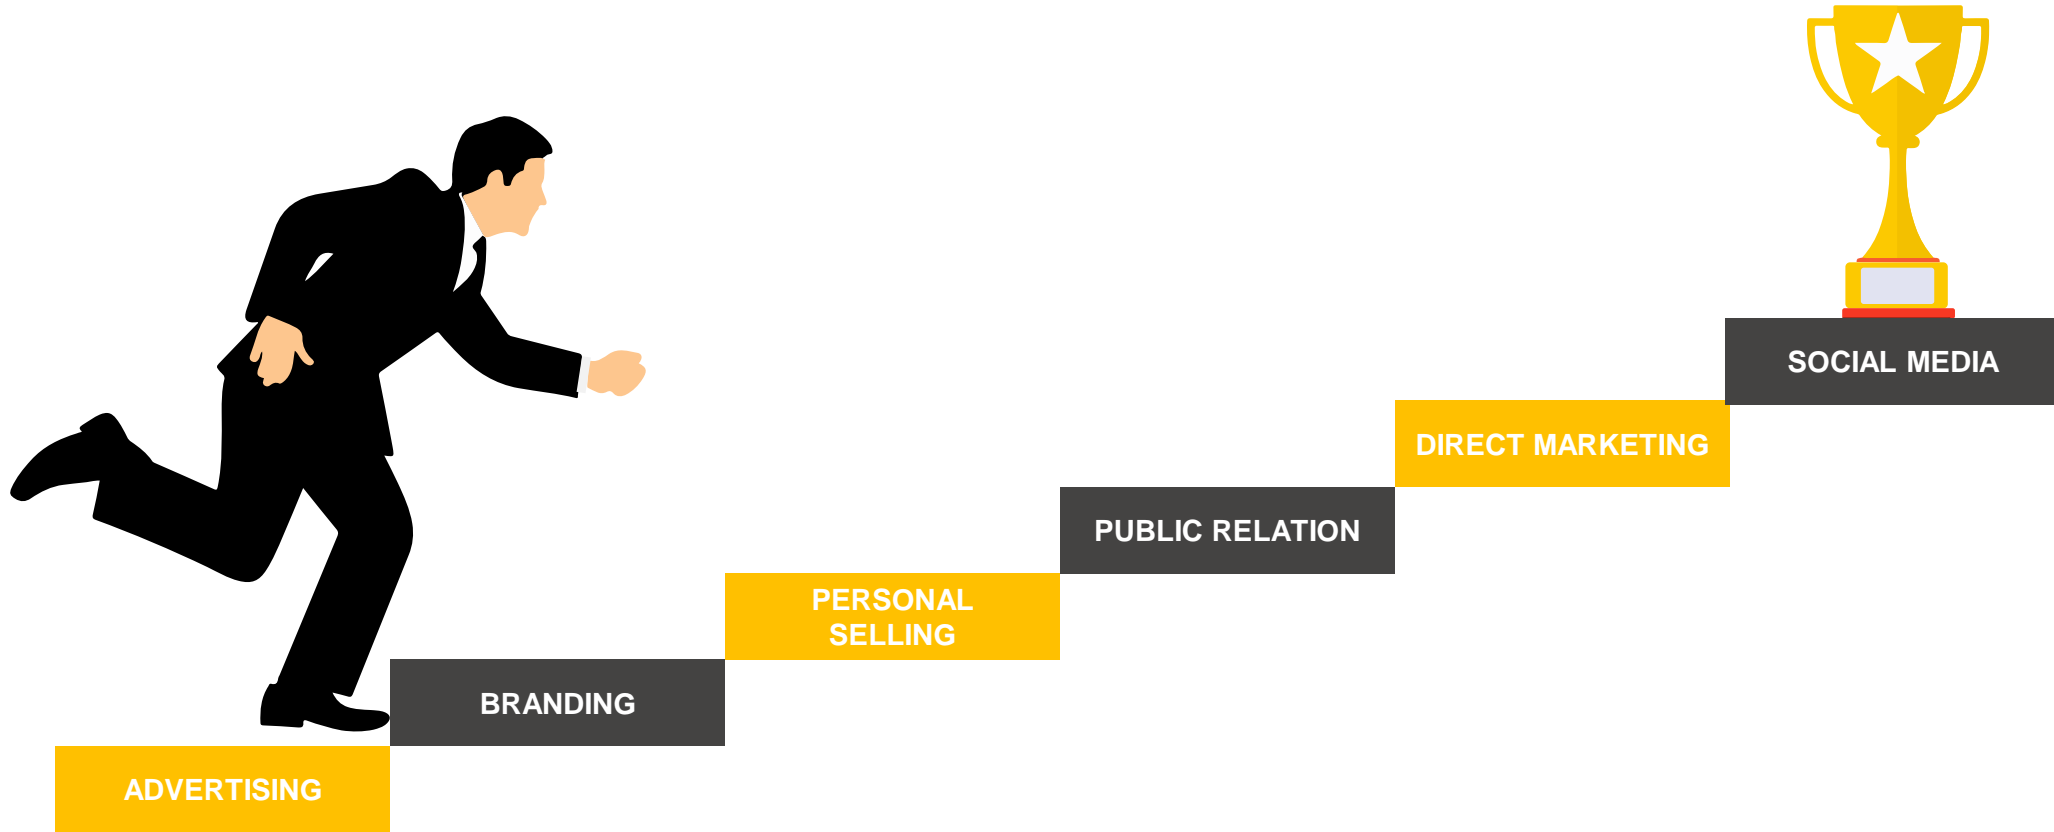 SOCIAL MEDIA
DIRECT MARKETING
PUBLIC RELATION
PERSONAL
SELLING
BRANDING
ADVERTISING